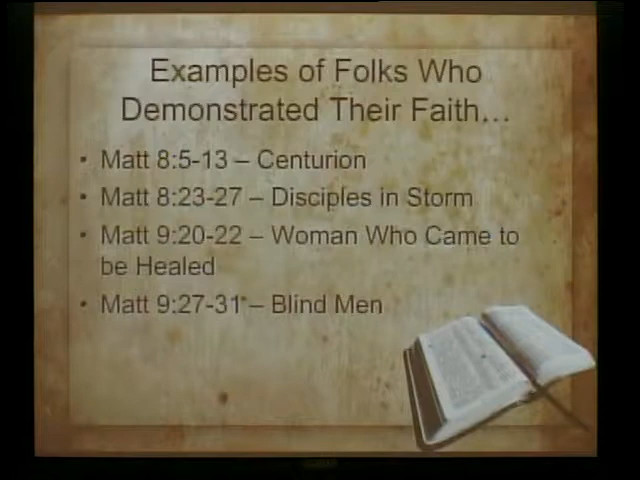 Examples of Folks Who
Demonstrated Their Faith…
• Matt 8:5-13 – Centurion
• Matt 8:23-27 – Disciples in Storm
• Matt 9:20-22 – Woman Who Came to
be Healed
• Matt 9:27-31 – Blind Men